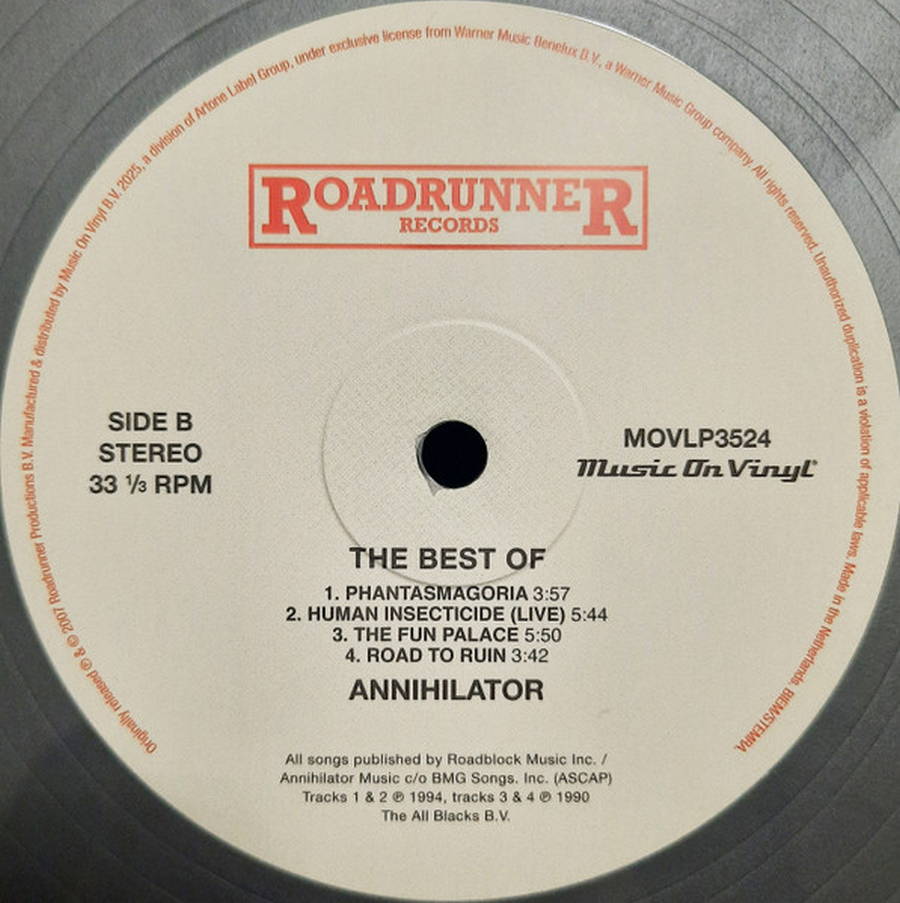 Originally released ℗ & © 2007 Roadrunner Productions B.V. Manufactured & distributed by Music On Vinyl B.V. 2025, a division of Artone Label Group, under exclusive license from Warner Music Benelux B.V., a Warner Music Group company. All rights reserved. Unauthorized duplication is a violation of applicable laws. Made in the Netherlands. BIEM/STEMRA
ROADRUNNER
RECORDS
SIDE B
STEREO
33 ⅓ RPM
MOVLP3524
Music On Vinyl®
THE BEST OF
1. PHANTASMAGORIA 3:57
2. HUMAN INSECTICIDE (LIVE) 5:44
3. THE FUN PALACE 5:50
4. ROAD TO RUIN 3:42
ANNIHILATOR
All songs published by Roadblock Music Inc. /
Annihilator Music c/o BMG Songs. Inc. (ASCAP)
Tracks 1 & 2 ℗ 1994, tracks 3 & 4 ℗ 1990
The All Blacks B.V.